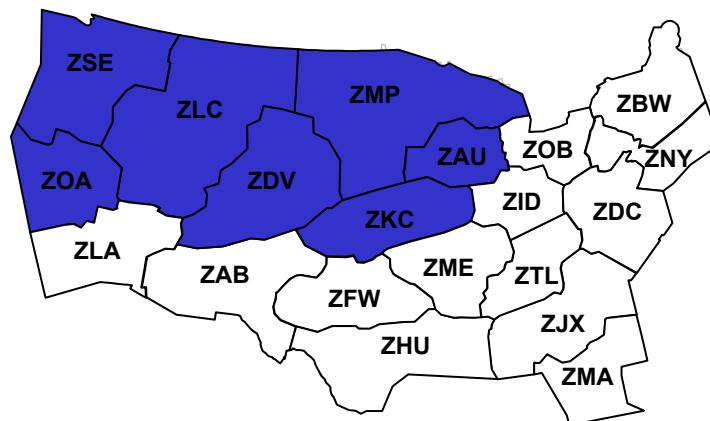 ZSE
ZLC
ZMP
ZBW
ZAU
ZOB
ZNY
ZOA
ZDV
ZID
ZDC
ZKC
ZLA
ZAB
ZME
ZTL
ZFW
ZHU
ZJX
ZMA